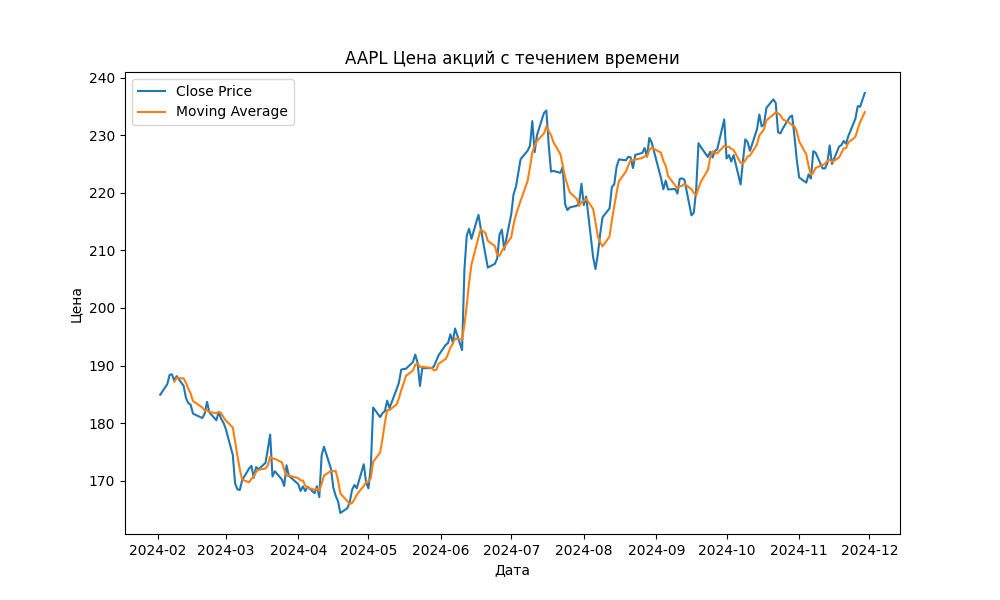 AAPL Цена акций с течением времени
Close Price
Moving Average
240
230
220
210
200
190
180
170
Цена
2024-02 2024-03 2024-04 2024-05 2024-06 2024-07 2024-08 2024-09 2024-10 2024-11 2024-12
Дата